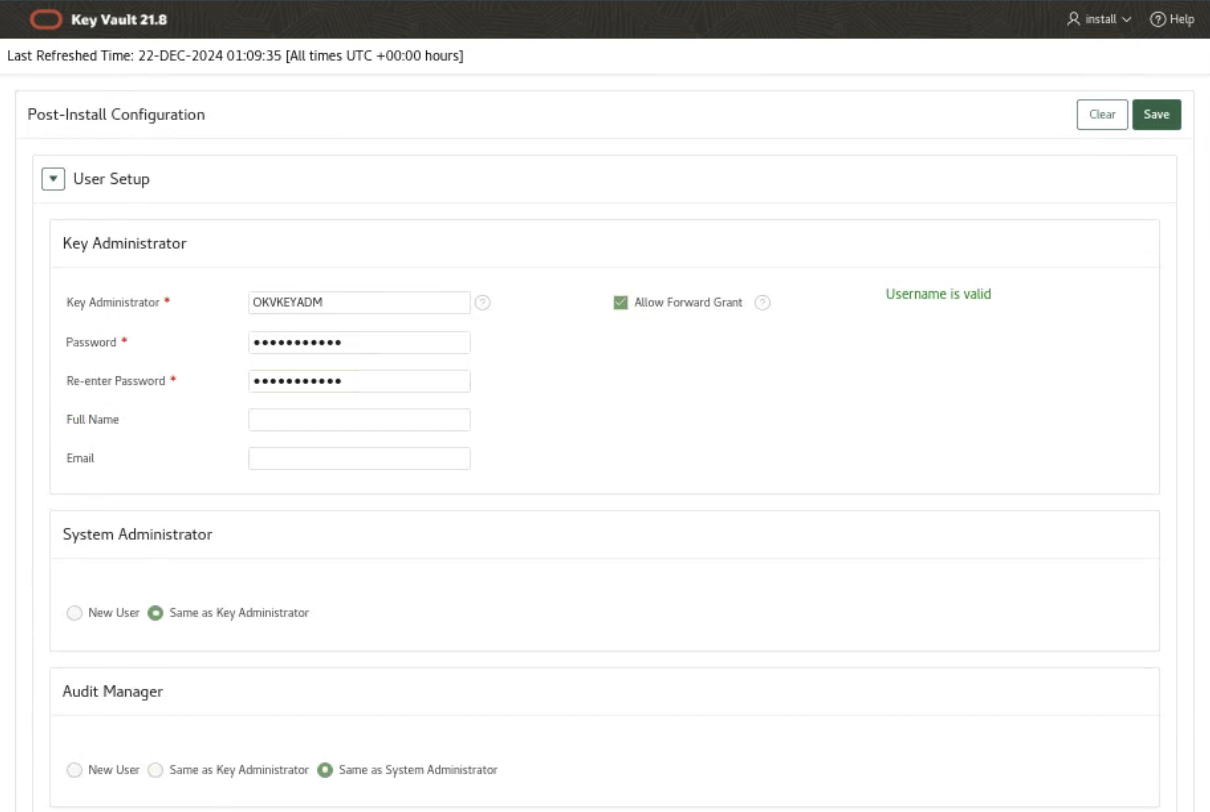 Key Vault 21.8 install Help
Last Refreshed Time: 22-DEC-2024 01:09:35 [All times UTC +00:00 hours]
Post-Install Configuration Clear Save
User Setup
Key Administrator
Key Administrator * OKVKEYADM ? Allow Forward Grant ? Username is valid
Password * •••••••••••
Re-enter Password * •••••••••••
Full Name
Email
System Administrator
New User Same as Key Administrator
Audit Manager
New User Same as Key Administrator Same as System Administrator